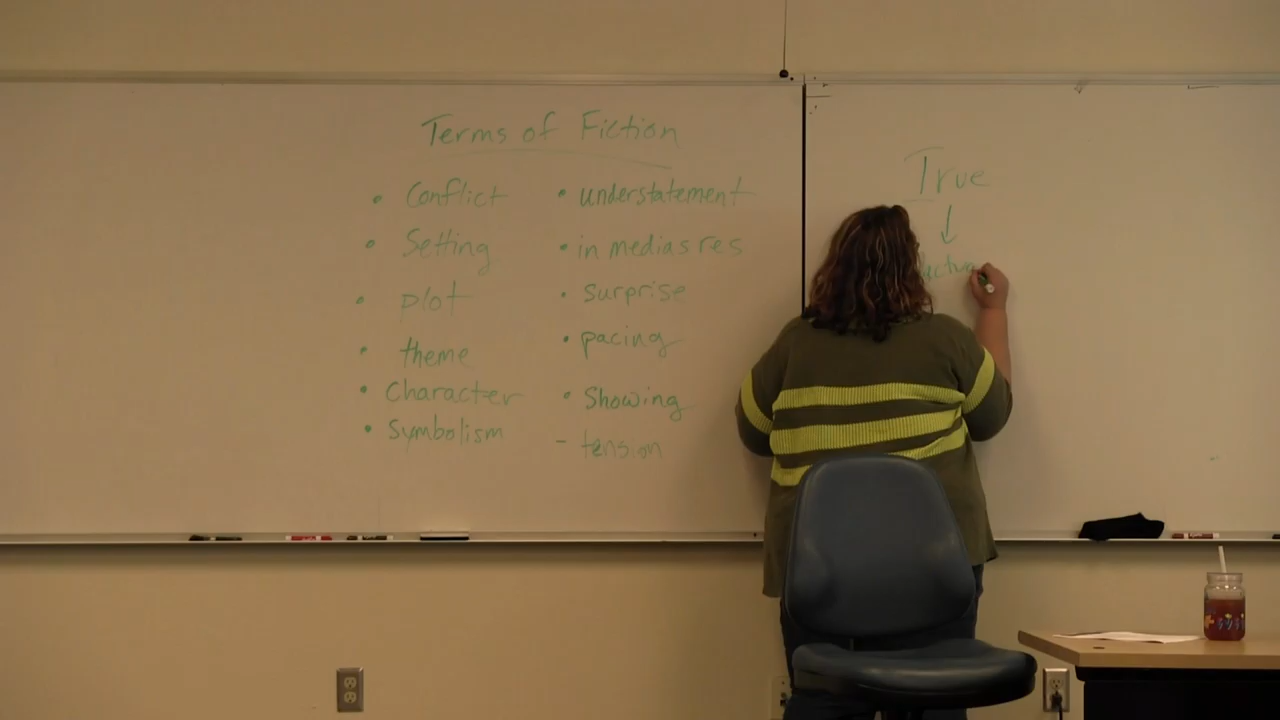 Terms of Fiction
• Conflict
• Setting
• plot
• theme
• Character
• Symbolism
• understatement
• in medias res
• surprise
• pacing
• Showing
- tension
True
↓